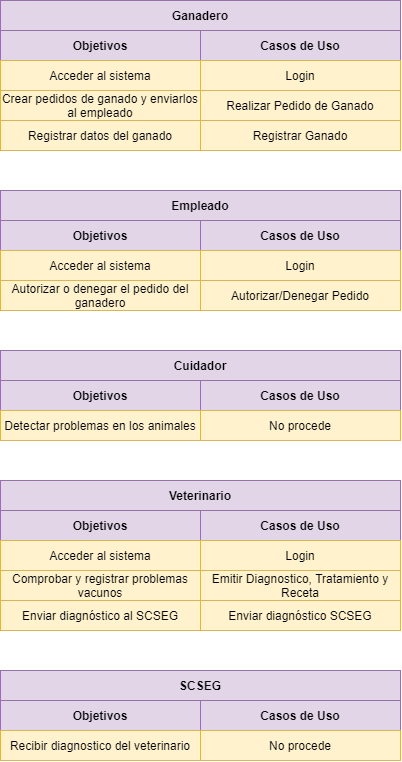 Ganadero
Objetivos Casos de Uso
Acceder al sistema Login
Crear pedidos de ganado y enviarlos
al empleado Realizar Pedido de Ganado
Registrar datos del ganado Registrar Ganado
Empleado
Objetivos Casos de Uso
Acceder al sistema Login
Autorizar o denegar el pedido del
ganadero Autorizar/Denegar Pedido
Cuidador
Objetivos Casos de Uso
Detectar problemas en los animales No procede
Veterinario
Objetivos Casos de Uso
Acceder al sistema Login
Comprobar y registrar problemas
vacunos Emitir Diagnostico, Tratamiento y
Receta
Enviar diagnóstico al SCSEG Enviar diagnóstico SCSEG
SCSEG
Objetivos Casos de Uso
Recibir diagnostico del veterinario No procede